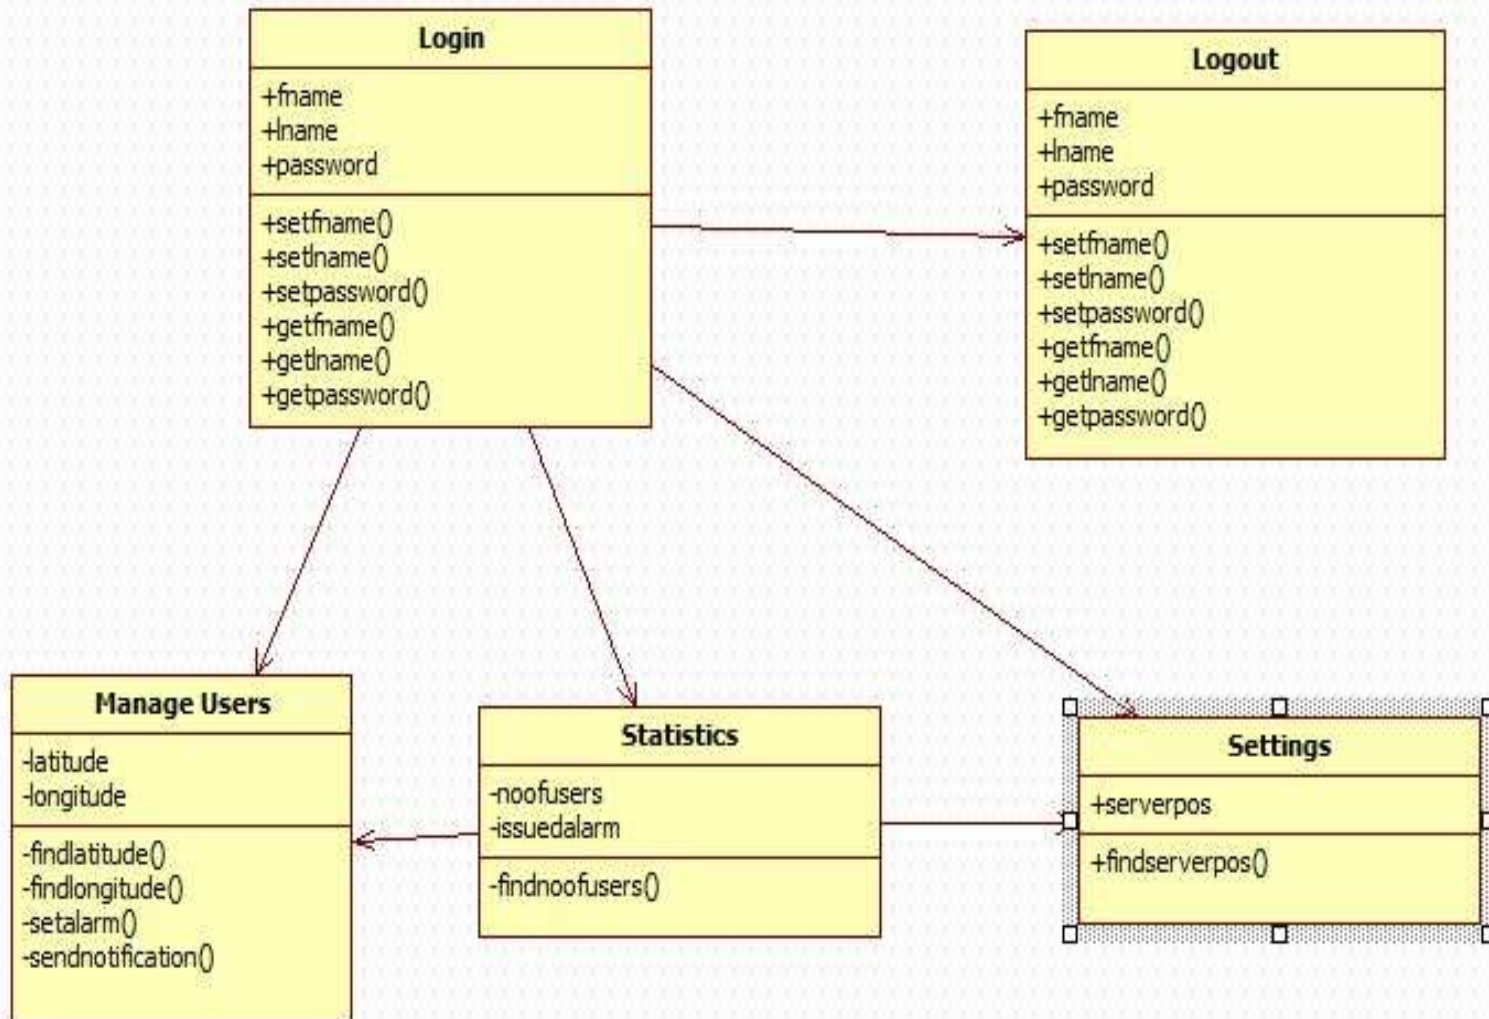 Login
+fname
+lname
+password
+setfname()
+setlname()
+setpassword()
+getfname()
+getlname()
+getpassword()
Logout
+fname
+lname
+password
+setfname()
+setlname()
+setpassword()
+getfname()
+getlname()
+getpassword()
Manage Users
-latitude
-longitude
-findlatitude()
-findlongitude()
-setalarm()
-sendnotification()
Statistics
-noofusers
-issuedalarm
-findnoofusers()
Settings
+serverpos
+findserverpos()